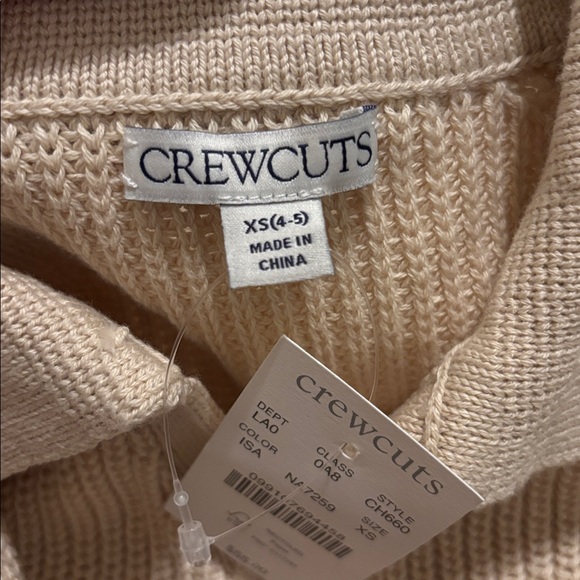 CREWCUTS
XS(4-5)
MADE IN
CHINA
crewcuts
DEPT CLASS STYLE
LA0 0A8 CH660
COLOR SIZE
ISA NA7259 XS